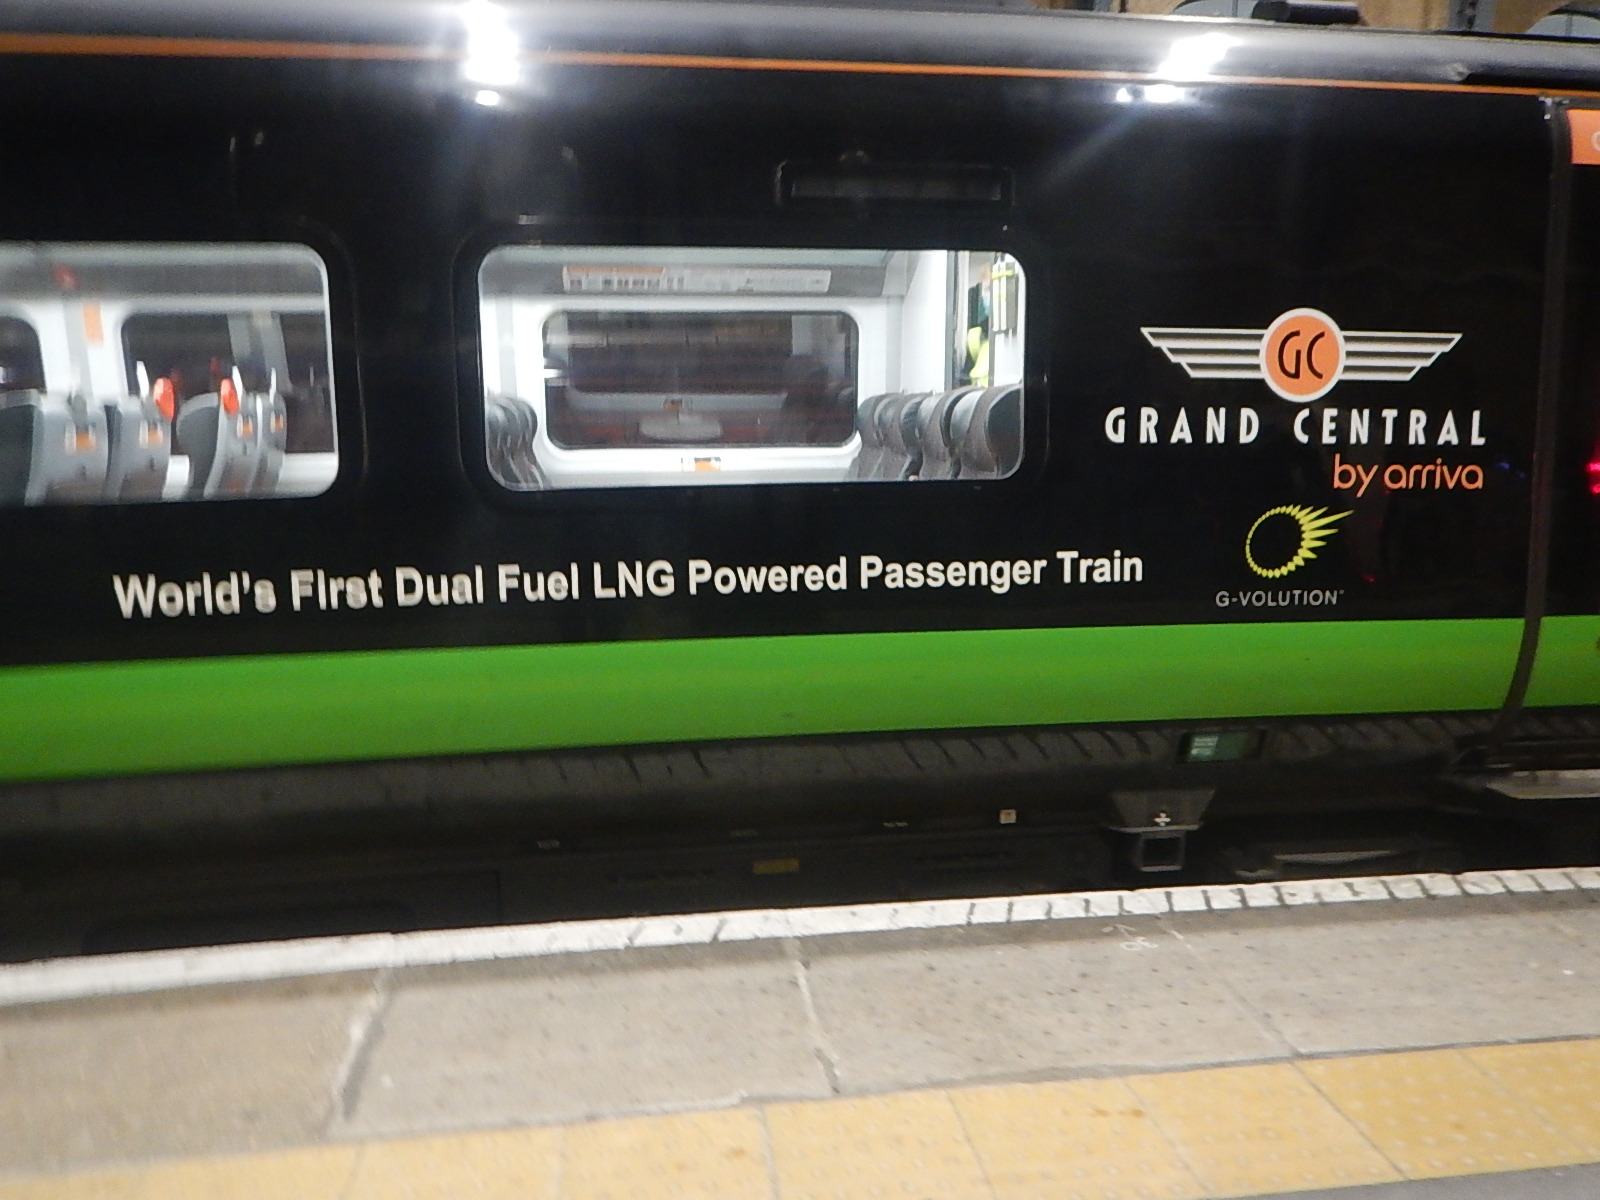 GC
GRAND CENTRAL
by arriva
World's First Dual Fuel LNG Powered Passenger Train
G-VOLUTION